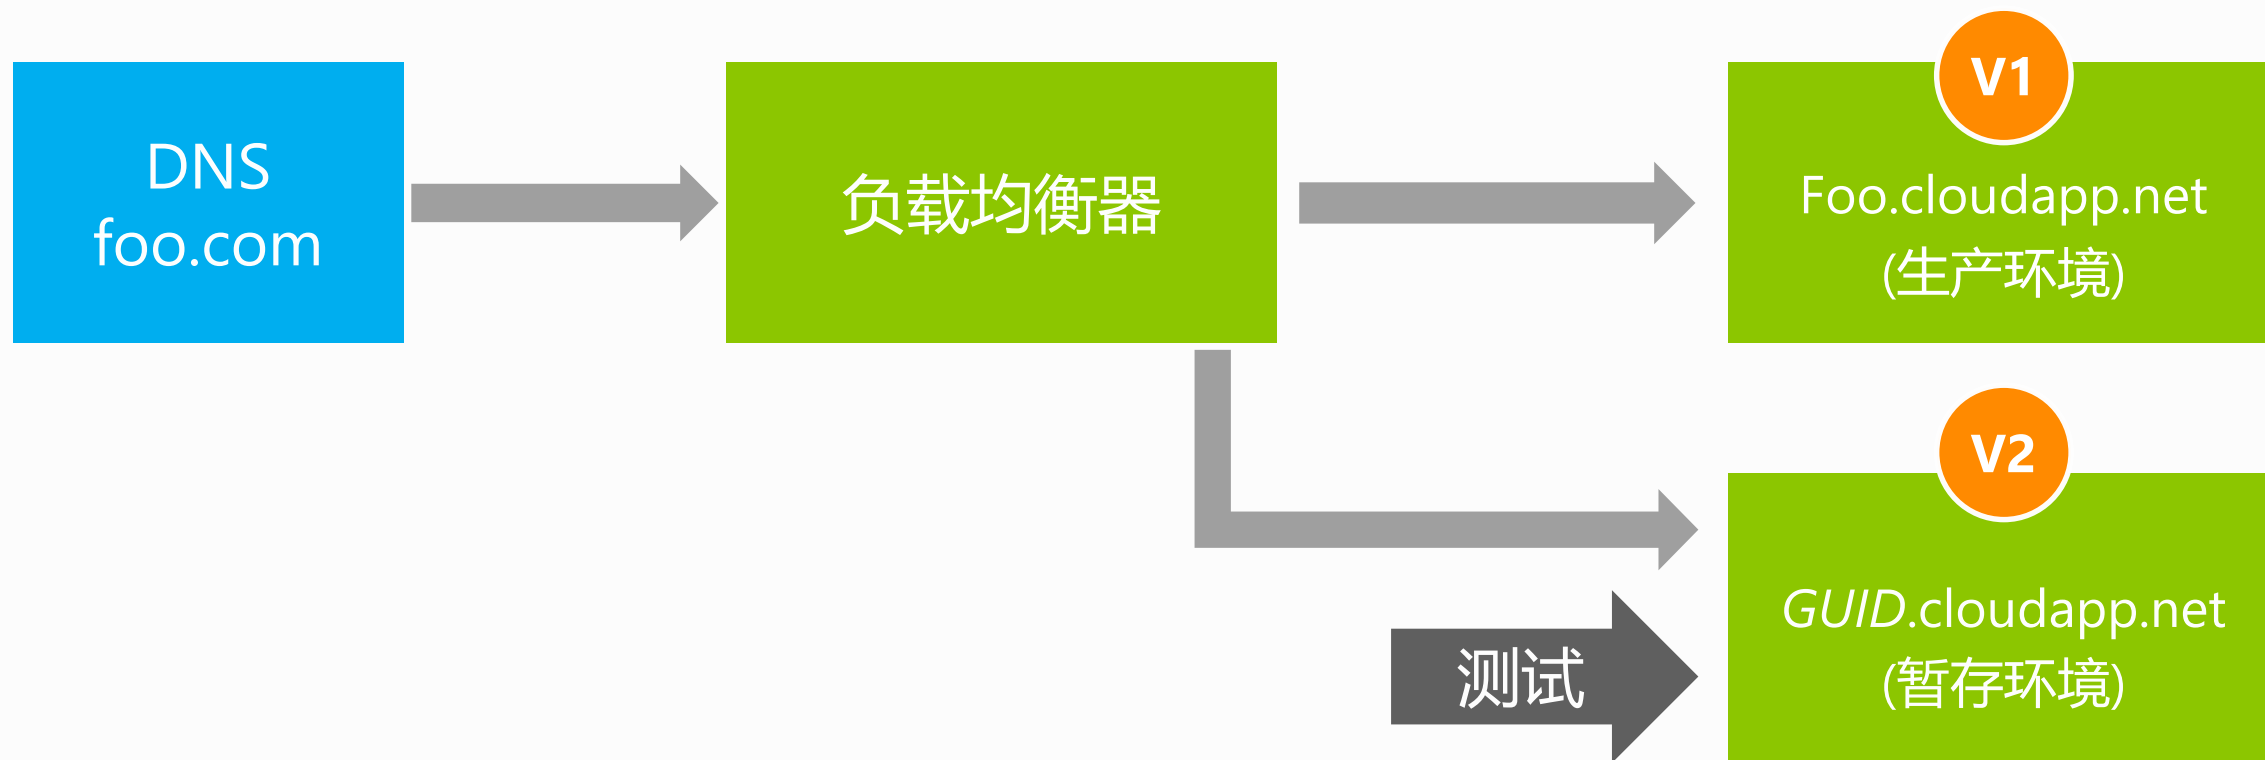 DNS
foo.com
负载均衡器
V1
Foo.cloudapp.net
(生产环境)
V2
GUID.cloudapp.net
(暂存环境)
测试